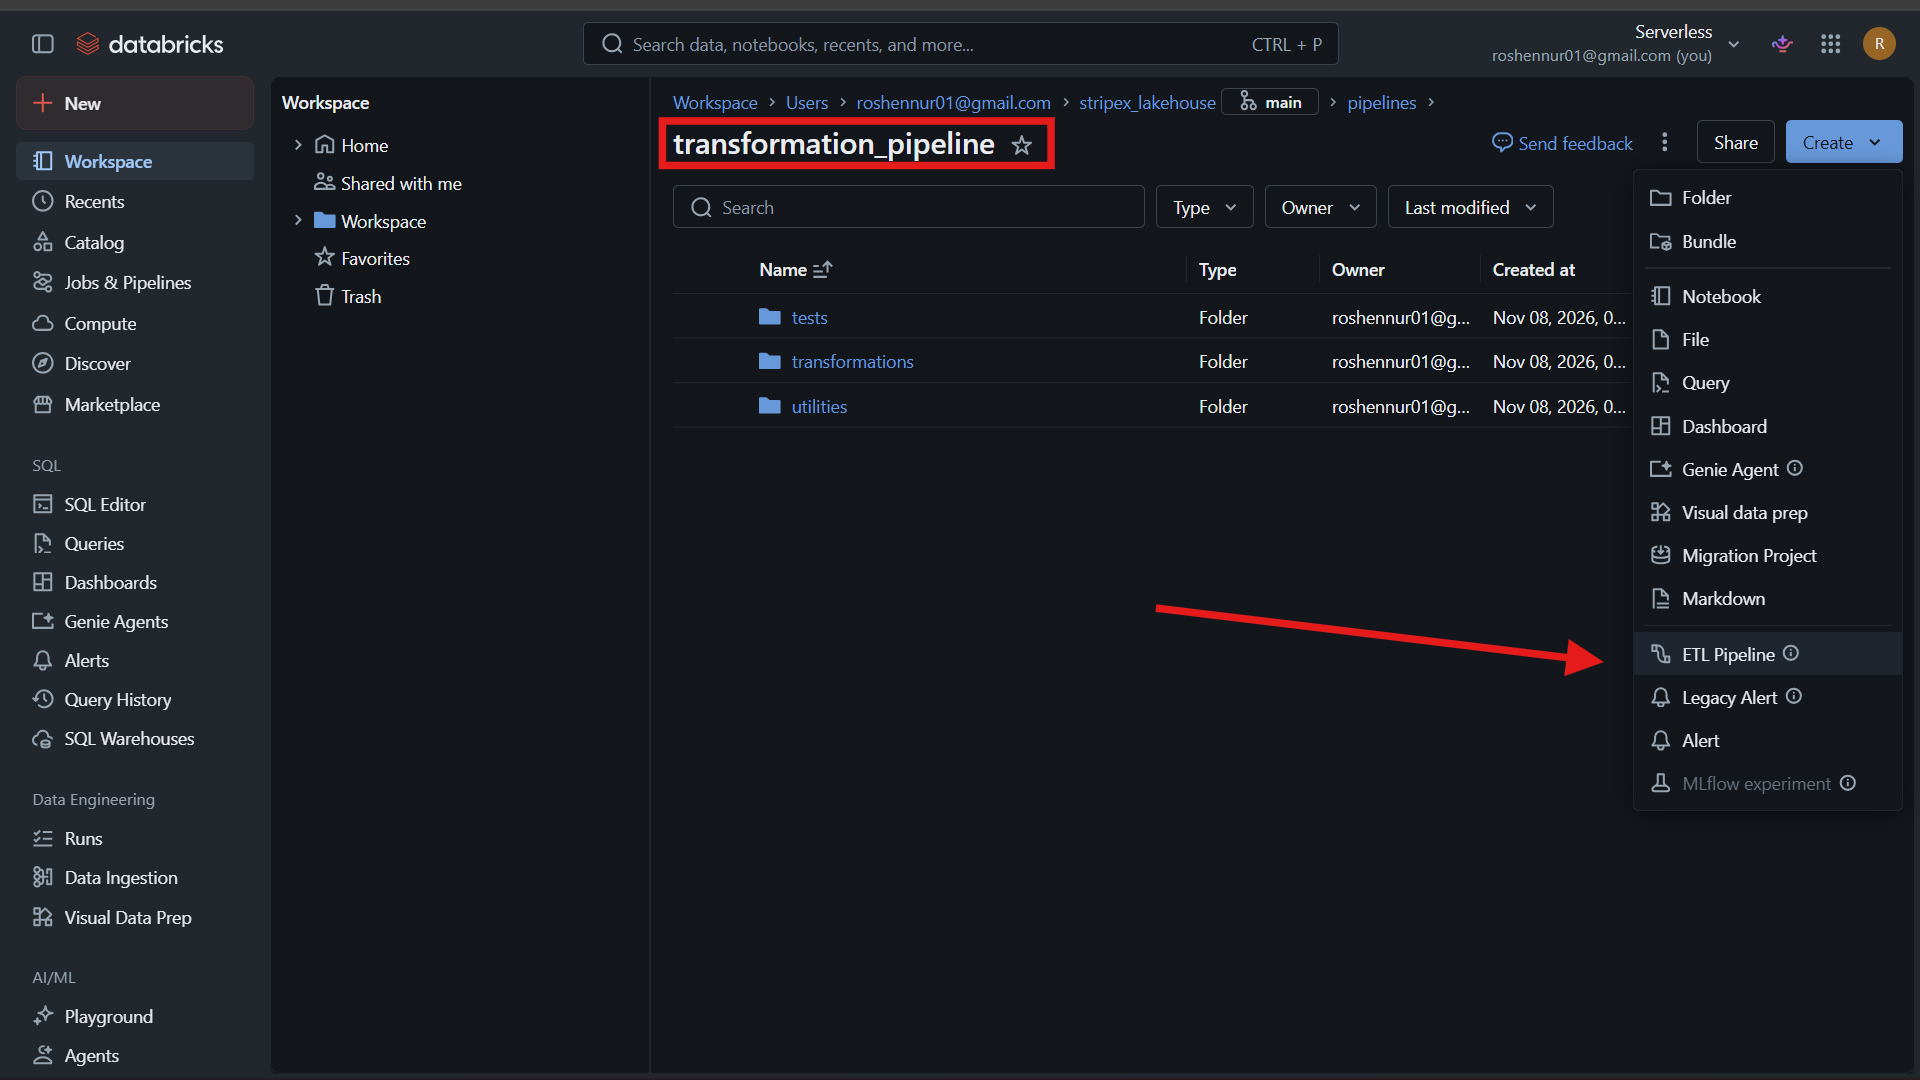 databricks
Search data, notebooks, recents, and more...
CTRL + P
Serverless
roshennur01@gmail.com (you)
R
New
Workspace
Recents
Catalog
Jobs & Pipelines
Compute
Discover
Marketplace
SQL
SQL Editor
Queries
Dashboards
Genie Agents
Alerts
Query History
SQL Warehouses
Data Engineering
Runs
Data Ingestion
Visual Data Prep
AI/ML
Playground
Agents
Workspace
Home
Shared with me
Workspace
Favorites
Trash
Workspace > Users > roshennur01@gmail.com > stripex_lakehouse main > pipelines >
transformation_pipeline
Send feedback
Share
Create
Search
Type
Owner
Last modified
Name Type Owner Created at
tests Folder roshennur01@g... Nov 08, 2026, 0...
transformations Folder roshennur01@g... Nov 08, 2026, 0...
utilities Folder roshennur01@g... Nov 08, 2026, 0...
Folder
Bundle
Notebook
File
Query
Dashboard
Genie Agent
Visual data prep
Migration Project
Markdown
ETL Pipeline
Legacy Alert
Alert
MLflow experiment